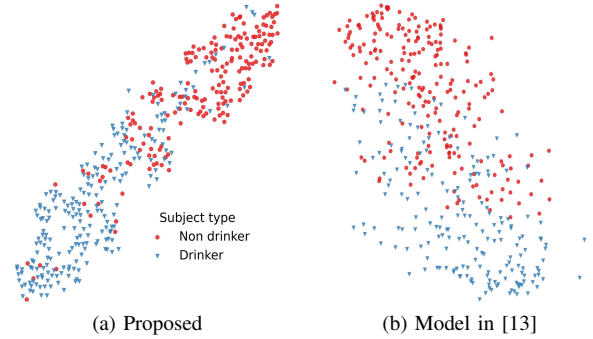 Subject type
Non drinker
Drinker
(a) Proposed
(b) Model in [13]